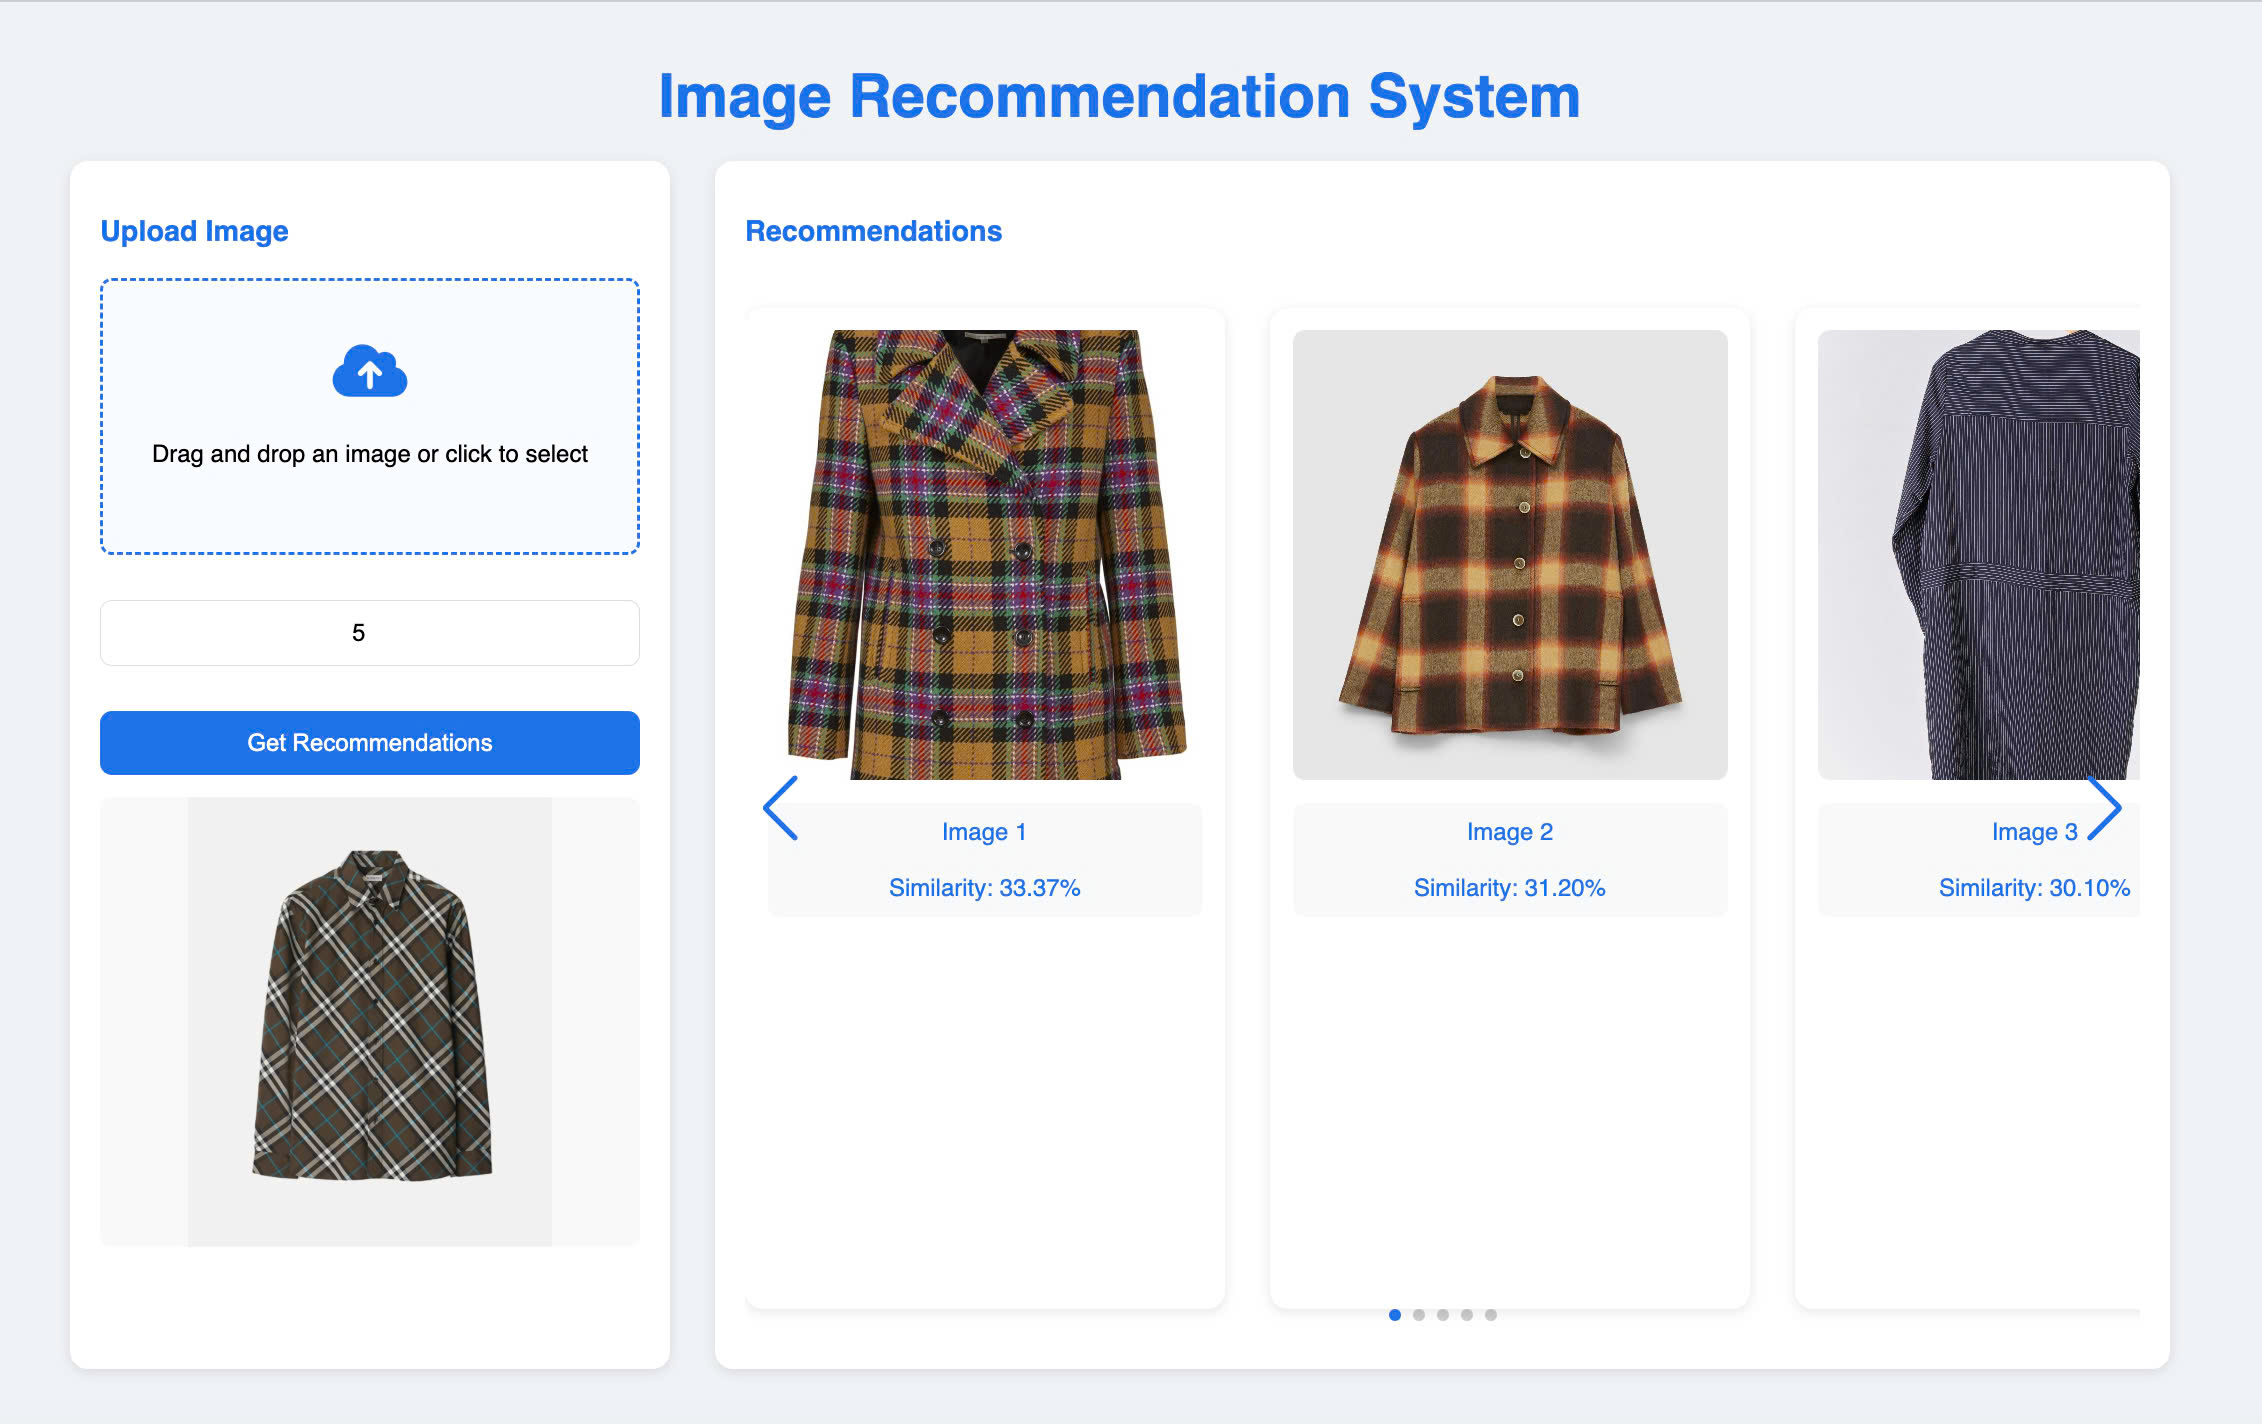 Image Recommendation System
Upload Image
Drag and drop an image or click to select
5
Get Recommendations
Recommendations
Image 1
Similarity: 33.37%
Image 2
Similarity: 31.20%
Image 3
Similarity: 30.10%